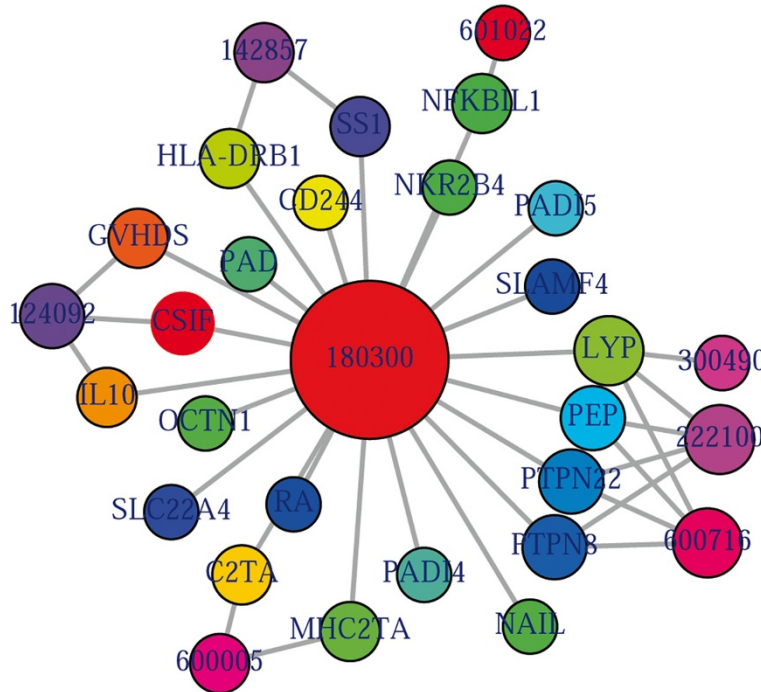 601022
142857
NFKBIL1
SS1
HLA-DRB1
NKR2B4
CD244
PADI5
GVHDS
PAD
SLAMF4
124092
CSIF
LYP
300490
180300
IL10
PEP
OCTN1
222100
PTPN22
SLC22A4
RA
PTPN8
600716
C2TA
PADI4
MHC2TA
NAIL
600005